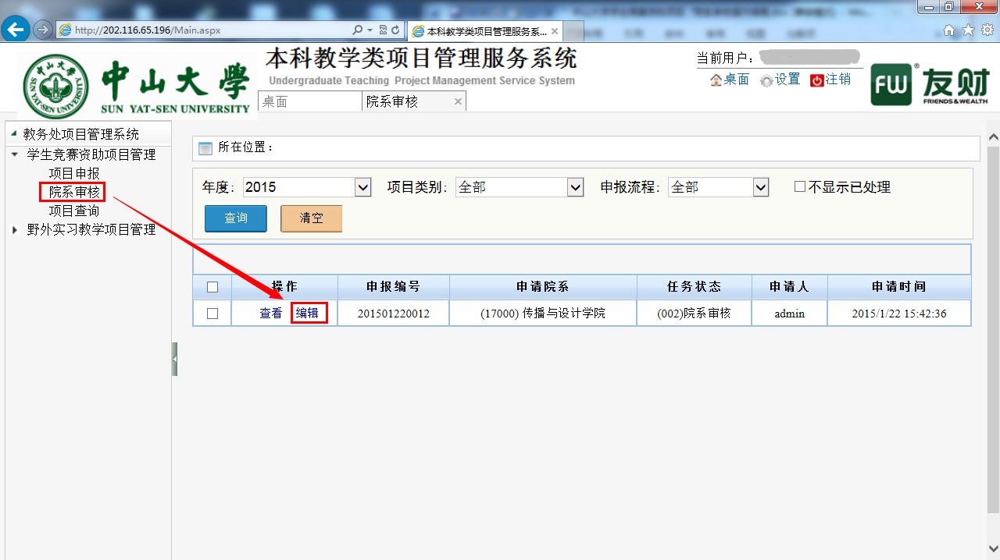 http://202.116.65.196/Main.aspx
本科教学类项目管理服务系...
中山大學
SUN YAT-SEN UNIVERSITY
本科教学类项目管理服务系统
Undergraduate Teaching Project Management Service System
桌面 院系审核
当前用户：
桌面 设置 注销
FW 友财
FRIENDS & WEALTH
教务处项目管理系统
学生竞赛资助项目管理
项目申报
院系审核
项目查询
野外实习教学项目管理
所在位置：
年度： 2015 项目类别： 全部 申报流程： 全部 不显示已处理
查询 清空
操作 申报编号 申请院系 任务状态 申请人 申请时间
查看 编辑 201501220012 (17000) 传播与设计学院 (002)院系审核 admin 2015/1/22 15:42:36